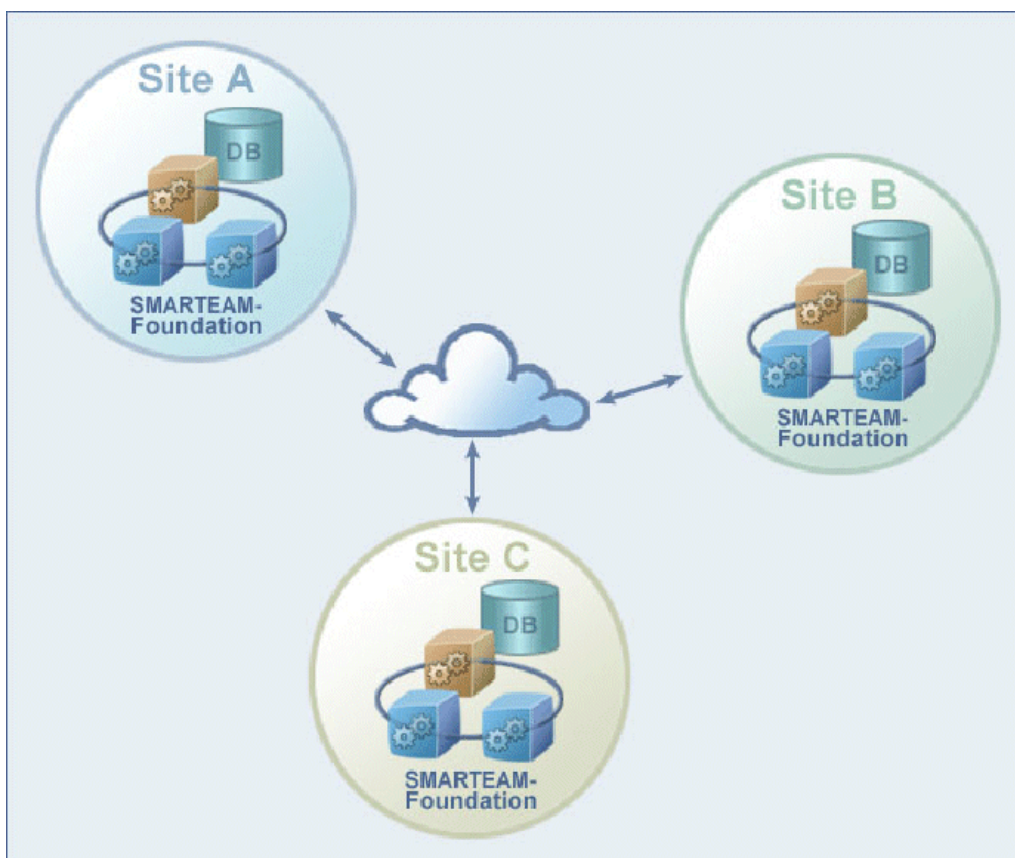 Site A
DB
SMARTEAM-
Foundation
Site B
DB
SMARTEAM-
Foundation
Site C
DB
SMARTEAM-
Foundation